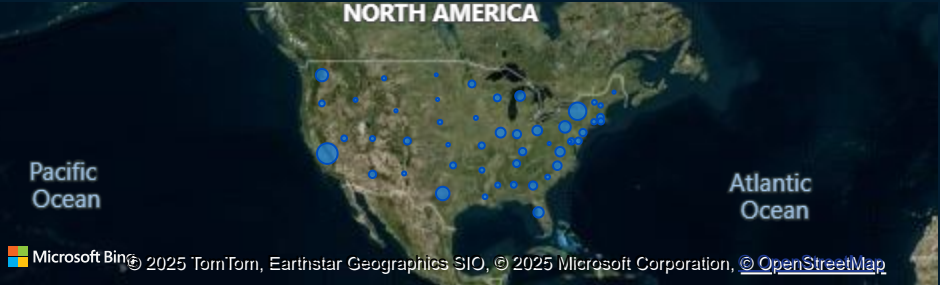 NORTH AMERICA
Pacific
Ocean
Atlantic
Ocean
Microsoft Bing
© 2025 TomTom, Earthstar Geographics SIO, © 2025 Microsoft Corporation, © OpenStreetMap